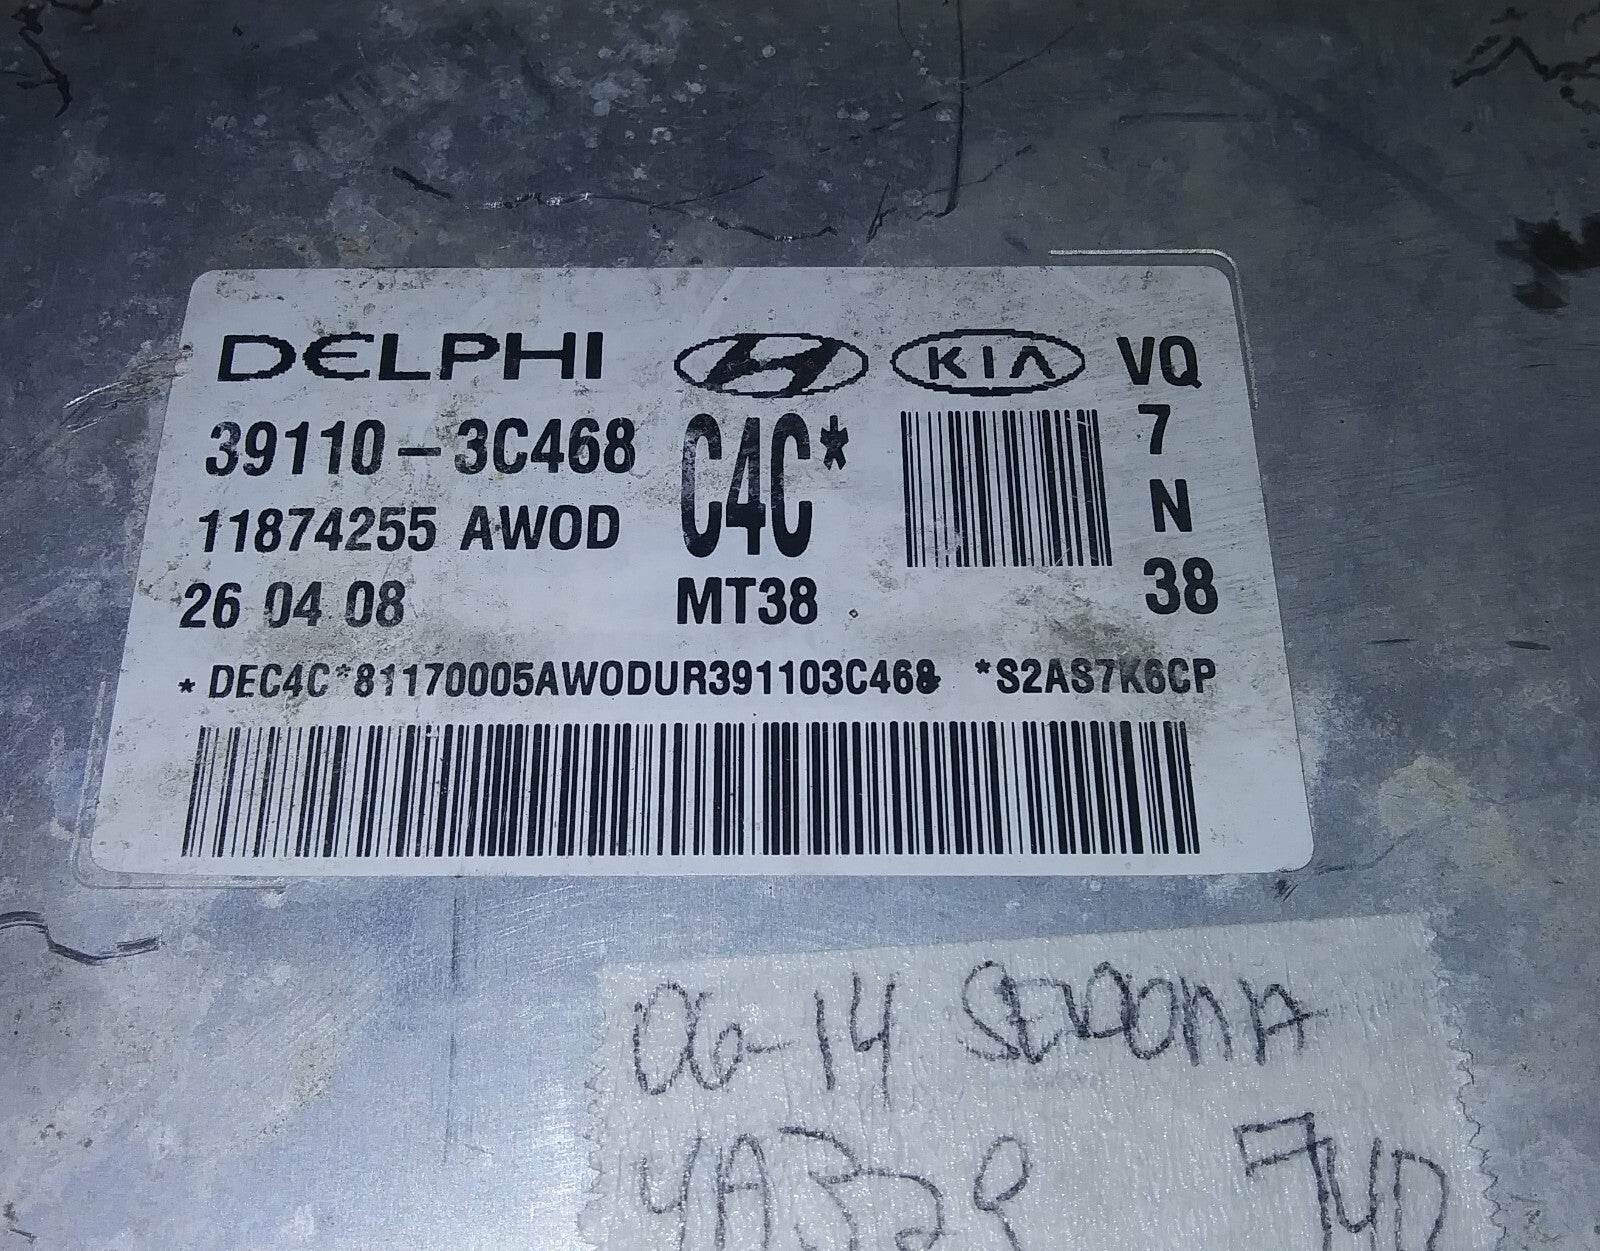 DELPHI KIA VQ
39110-3C468 C4C* 7
11874255 AWOD N
26 04 08 MT38 38
* DEC4C*81170005AWODUR391103C468 *S2AS7K6CP
06-14 SEDONA
74D